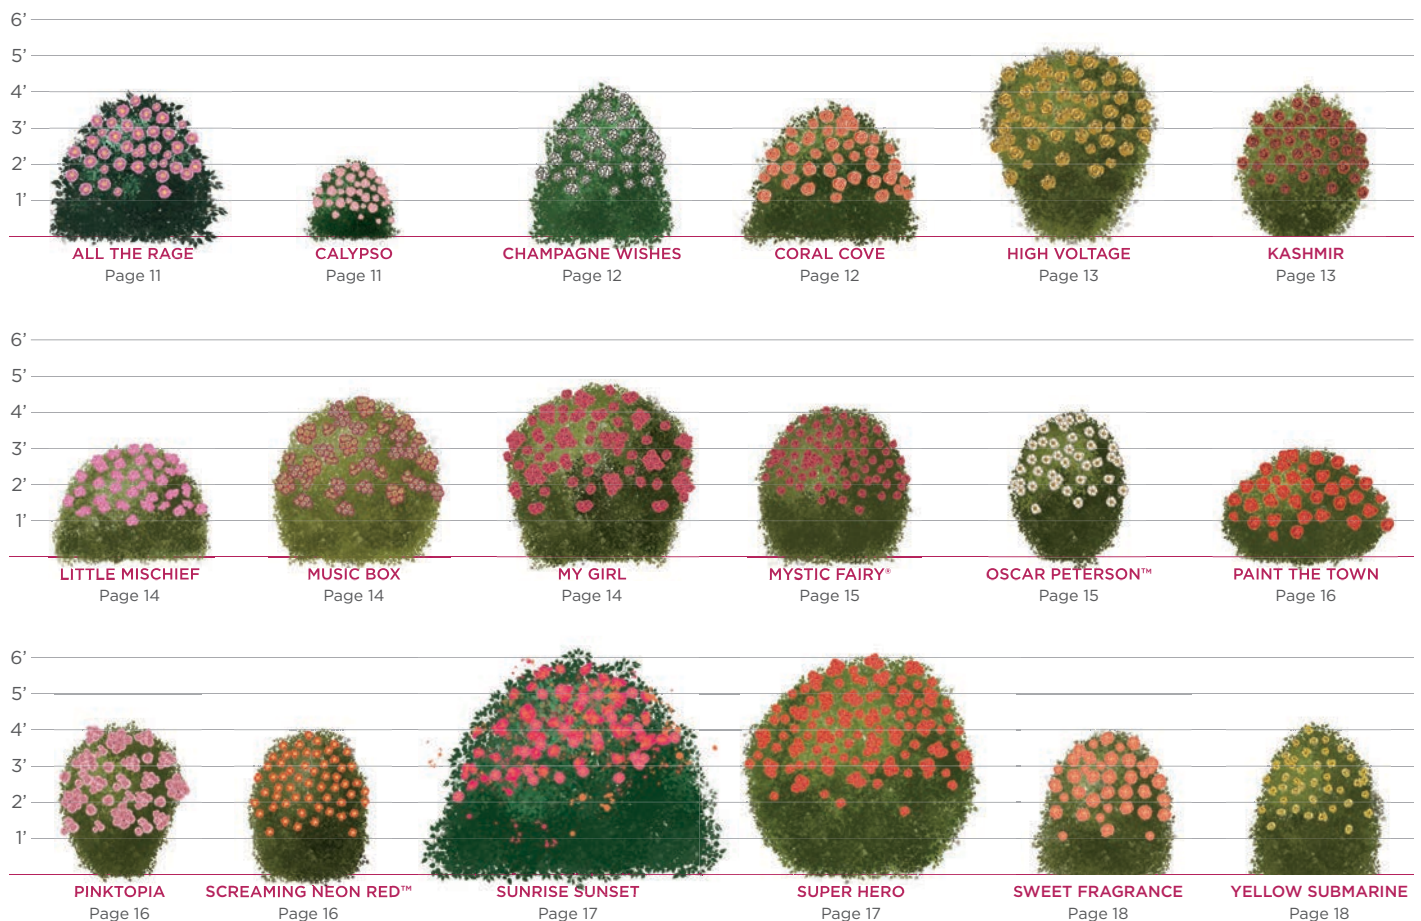 6’
5’
4’
3’
2’
1’
ALL THE RAGE
Page 11
CALYPSO
Page 11
CHAMPAGNE WISHES
Page 12
CORAL COVE
Page 12
HIGH VOLTAGE
Page 13
KASHMIR
Page 13
6’
5’
4’
3’
2’
1’
LITTLE MISCHIEF
Page 14
MUSIC BOX
Page 14
MY GIRL
Page 14
MYSTIC FAIRY®
Page 15
OSCAR PETERSON™
Page 15
PAINT THE TOWN
Page 16
6’
5’
4’
3’
2’
1’
PINKTOPIA
Page 16
SCREAMING NEON RED™
Page 16
SUNRISE SUNSET
Page 17
SUPER HERO
Page 17
SWEET FRAGRANCE
Page 18
YELLOW SUBMARINE
Page 18